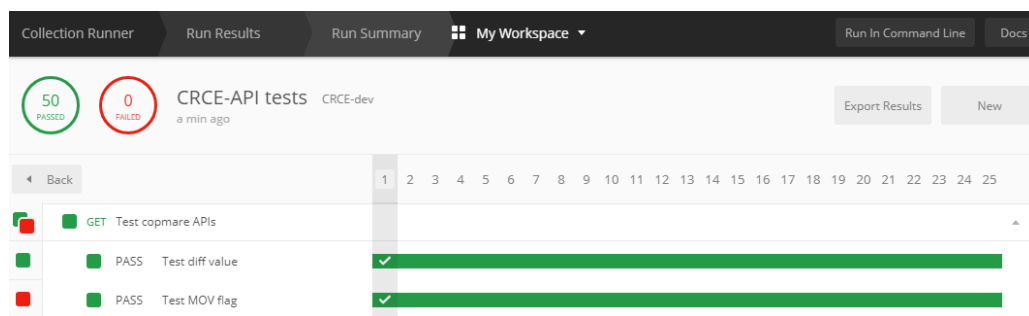 Collection Runner Run Results Run Summary My Workspace Run In Command Line Docs
50 PASSED
0 FAILED
CRCE-API tests CRCE-dev
a min ago
Export Results New
Back 1 2 3 4 5 6 7 8 9 10 11 12 13 14 15 16 17 18 19 20 21 22 23 24 25
GET Test copmare APIs
PASS Test diff value
PASS Test MOV flag